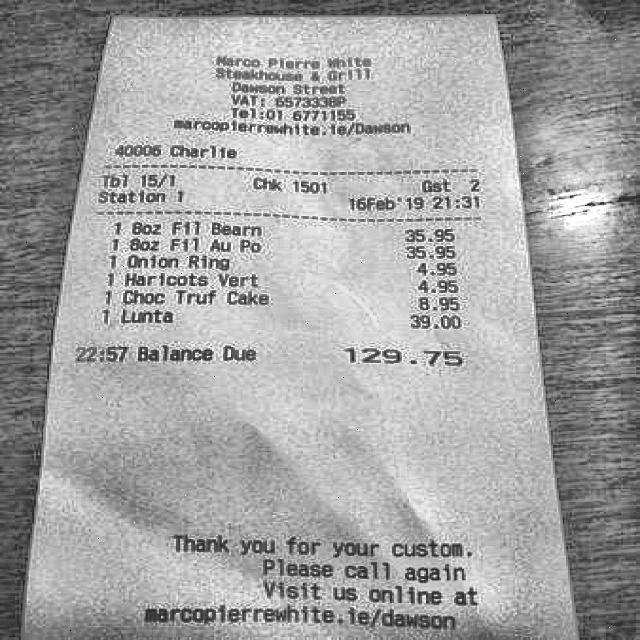 Marco Pierre White
Steakhouse & Grill
Dawson Street
VAT: 6573338P
Tel:01 6771155
marcopierrewhite.ie/Dawson
40006 Charlie
Tbl 15/1 Chk 1501 Gst 2
Station 1 16Feb'19 21:31
1 8oz Fil Bearn 35.95
1 8oz Fil Au Po 35.95
1 Onion Ring 4.95
1 Haricots Vert 4.95
1 Choc Truf Cake 8.95
1 Lunta 39.00
22:57 Balance Due 129.75
Thank you for your custom.
Please call again
Visit us online at
marcopierrewhite.ie/dawson